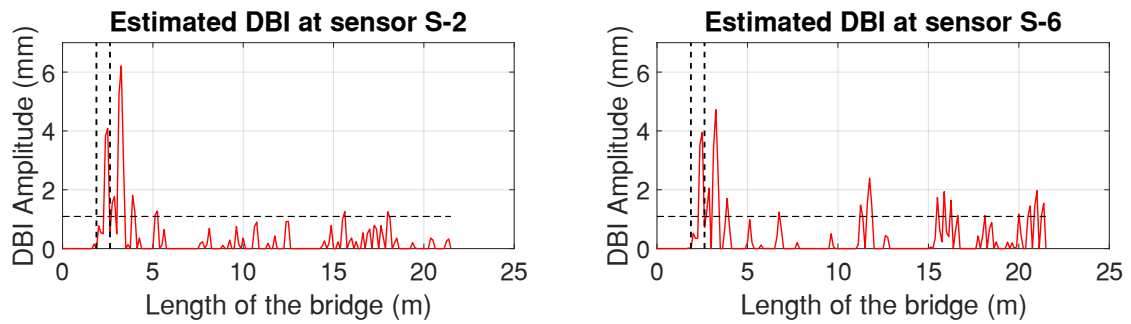 Estimated DBI at sensor S-2
DBI Amplitude (mm)
6
4
2
0
0 5 10 15 20 25
Length of the bridge (m)
Estimated DBI at sensor S-6
DBI Amplitude (mm)
6
4
2
0
0 5 10 15 20 25
Length of the bridge (m)